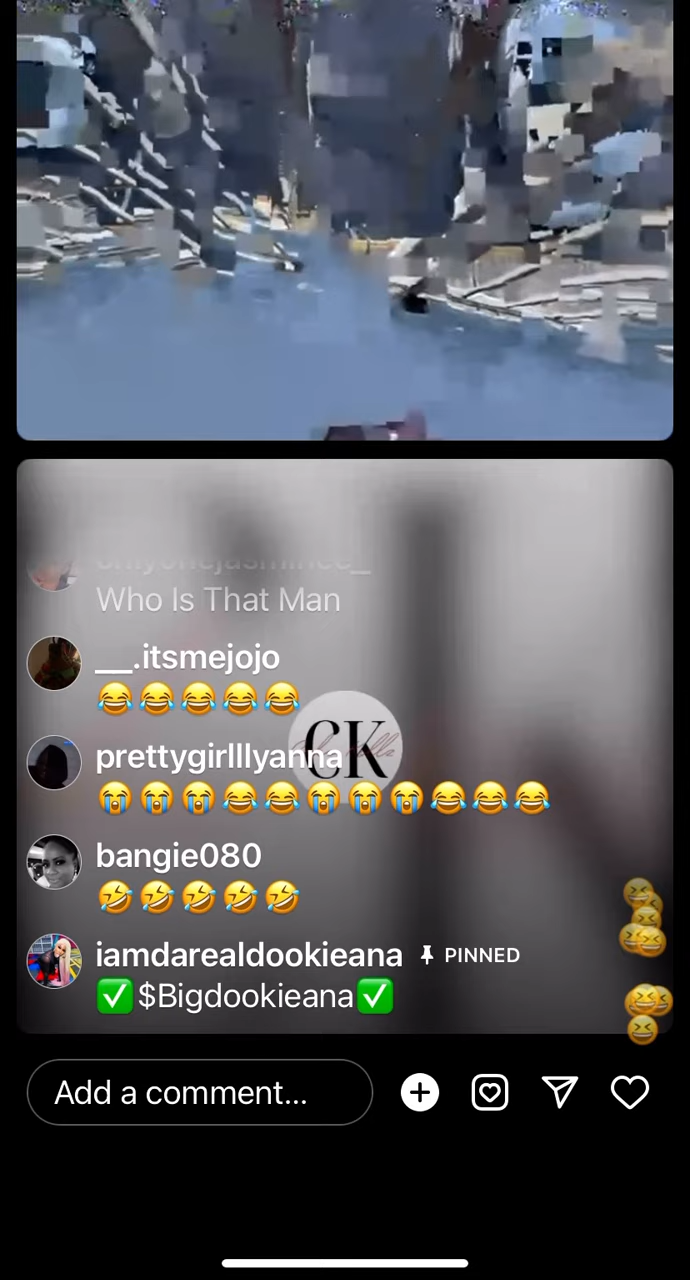 Who Is That Man
__.itsmejojo
😂😂😂😂😂
prettygirlllyanna
😭😭😭😂😂😭😭😭😂😂😂
CK
bangie080
🤣🤣🤣🤣🤣
iamdarealdookieana PINNED
✅$Bigdookieana✅
Add a comment...